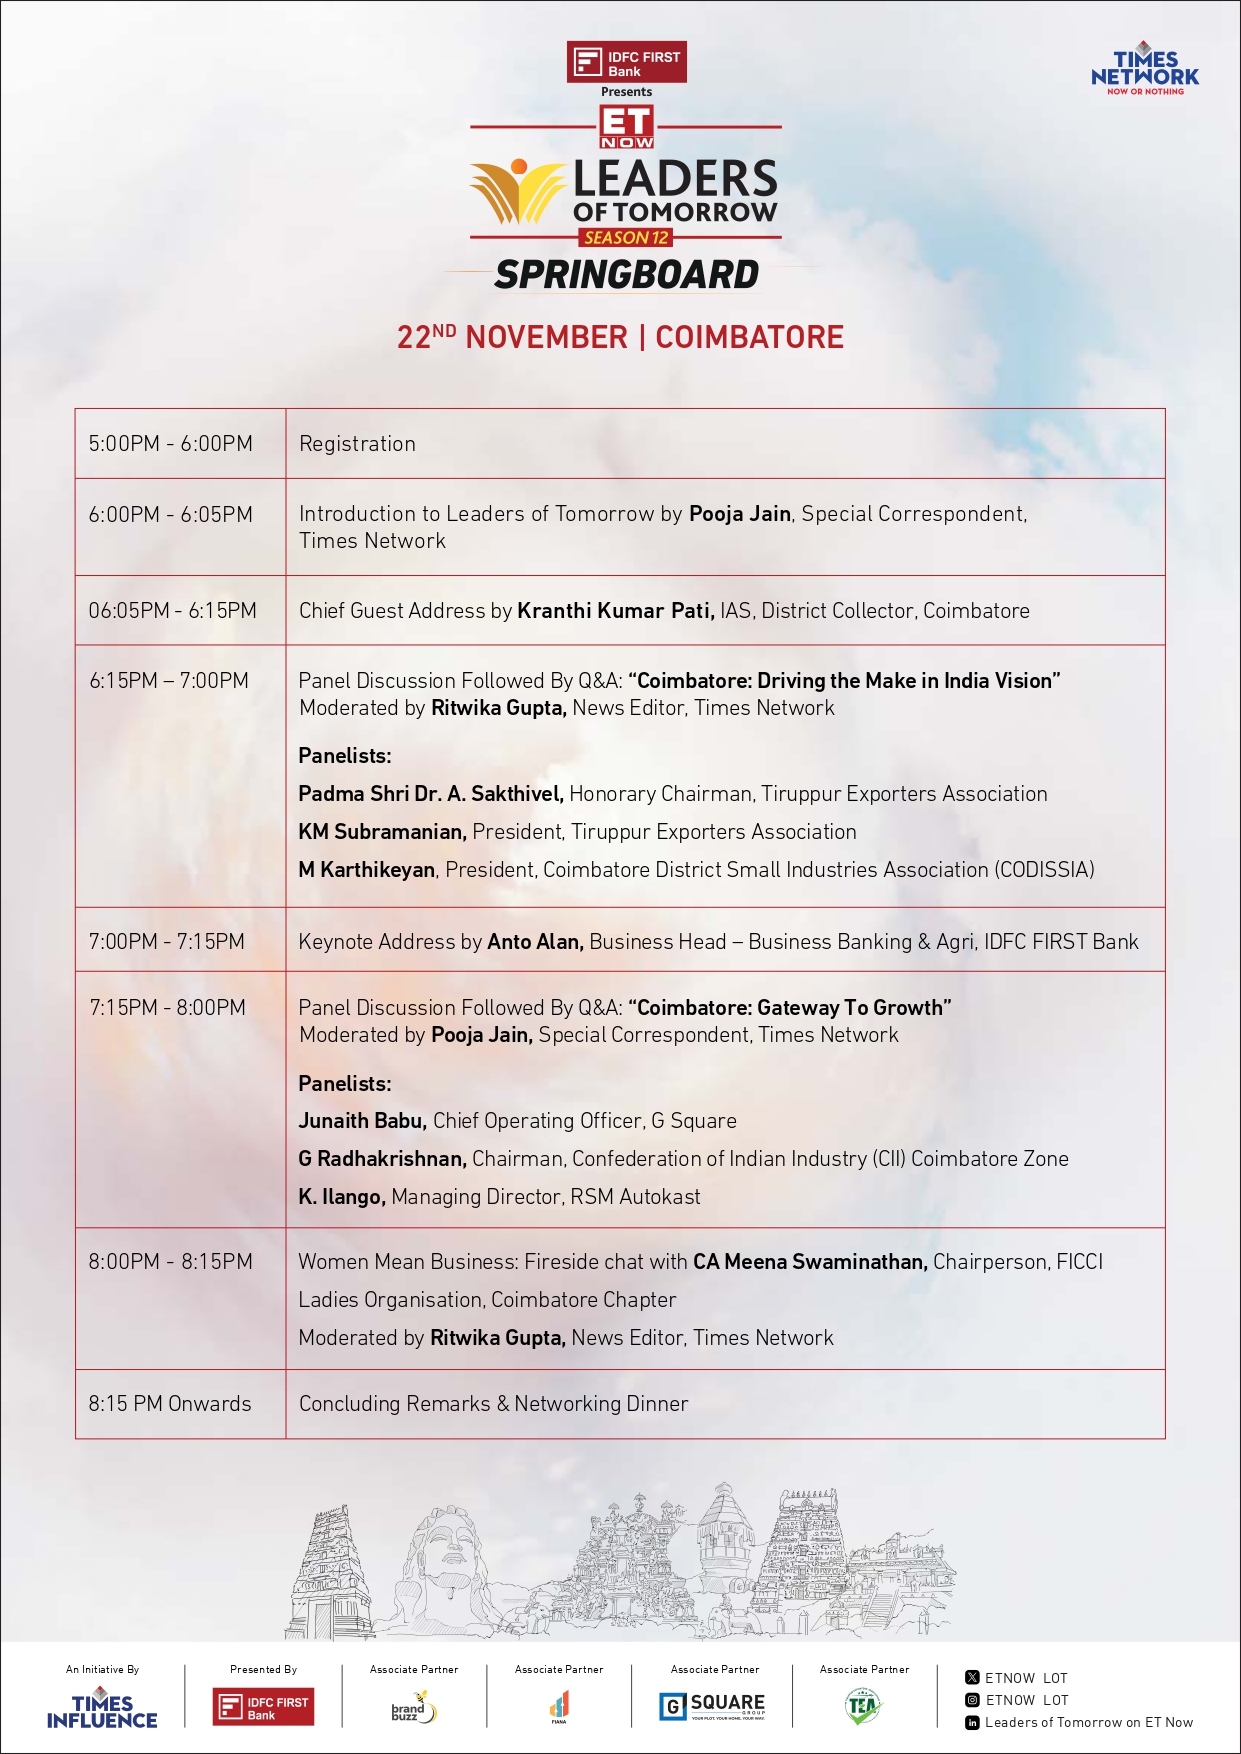 IDFC FIRST
Bank
Presents
TIMES
NETWORK
NOW OR NOTHING
ET
NOW
LEADERS
OF TOMORROW
SEASON 12
SPRINGBOARD
22ND NOVEMBER | COIMBATORE
5:00PM - 6:00PM
Registration
6:00PM - 6:05PM
Introduction to Leaders of Tomorrow by Pooja Jain, Special Correspondent,
Times Network
06:05PM - 6:15PM
Chief Guest Address by Kranthi Kumar Pati, IAS, District Collector, Coimbatore
6:15PM – 7:00PM
Panel Discussion Followed By Q&A: “Coimbatore: Driving the Make in India Vision”
Moderated by Ritwika Gupta, News Editor, Times Network
Panelists:
Padma Shri Dr. A. Sakthivel, Honorary Chairman, Tiruppur Exporters Association
KM Subramanian, President, Tiruppur Exporters Association
M Karthikeyan, President, Coimbatore District Small Industries Association (CODISSIA)
7:00PM - 7:15PM
Keynote Address by Anto Alan, Business Head – Business Banking & Agri, IDFC FIRST Bank
7:15PM - 8:00PM
Panel Discussion Followed By Q&A: “Coimbatore: Gateway To Growth”
Moderated by Pooja Jain, Special Correspondent, Times Network
Panelists:
Junaith Babu, Chief Operating Officer, G Square
G Radhakrishnan, Chairman, Confederation of Indian Industry (CII) Coimbatore Zone
K. Ilango, Managing Director, RSM Autokast
8:00PM - 8:15PM
Women Mean Business: Fireside chat with CA Meena Swaminathan, Chairperson, FICCI
Ladies Organisation, Coimbatore Chapter
Moderated by Ritwika Gupta, News Editor, Times Network
8:15 PM Onwards
Concluding Remarks & Networking Dinner
An Initiative By
TIMES
INFLUENCE
Presented By
IDFC FIRST
Bank
Associate Partner
brand
buzz
Associate Partner
FIANA
Associate Partner
G SQUARE
GROUP
YOUR PLOT. YOUR HOME. YOUR WAY.
Associate Partner
TEA
ETNOW LOT
ETNOW LOT
in Leaders of Tomorrow on ET Now